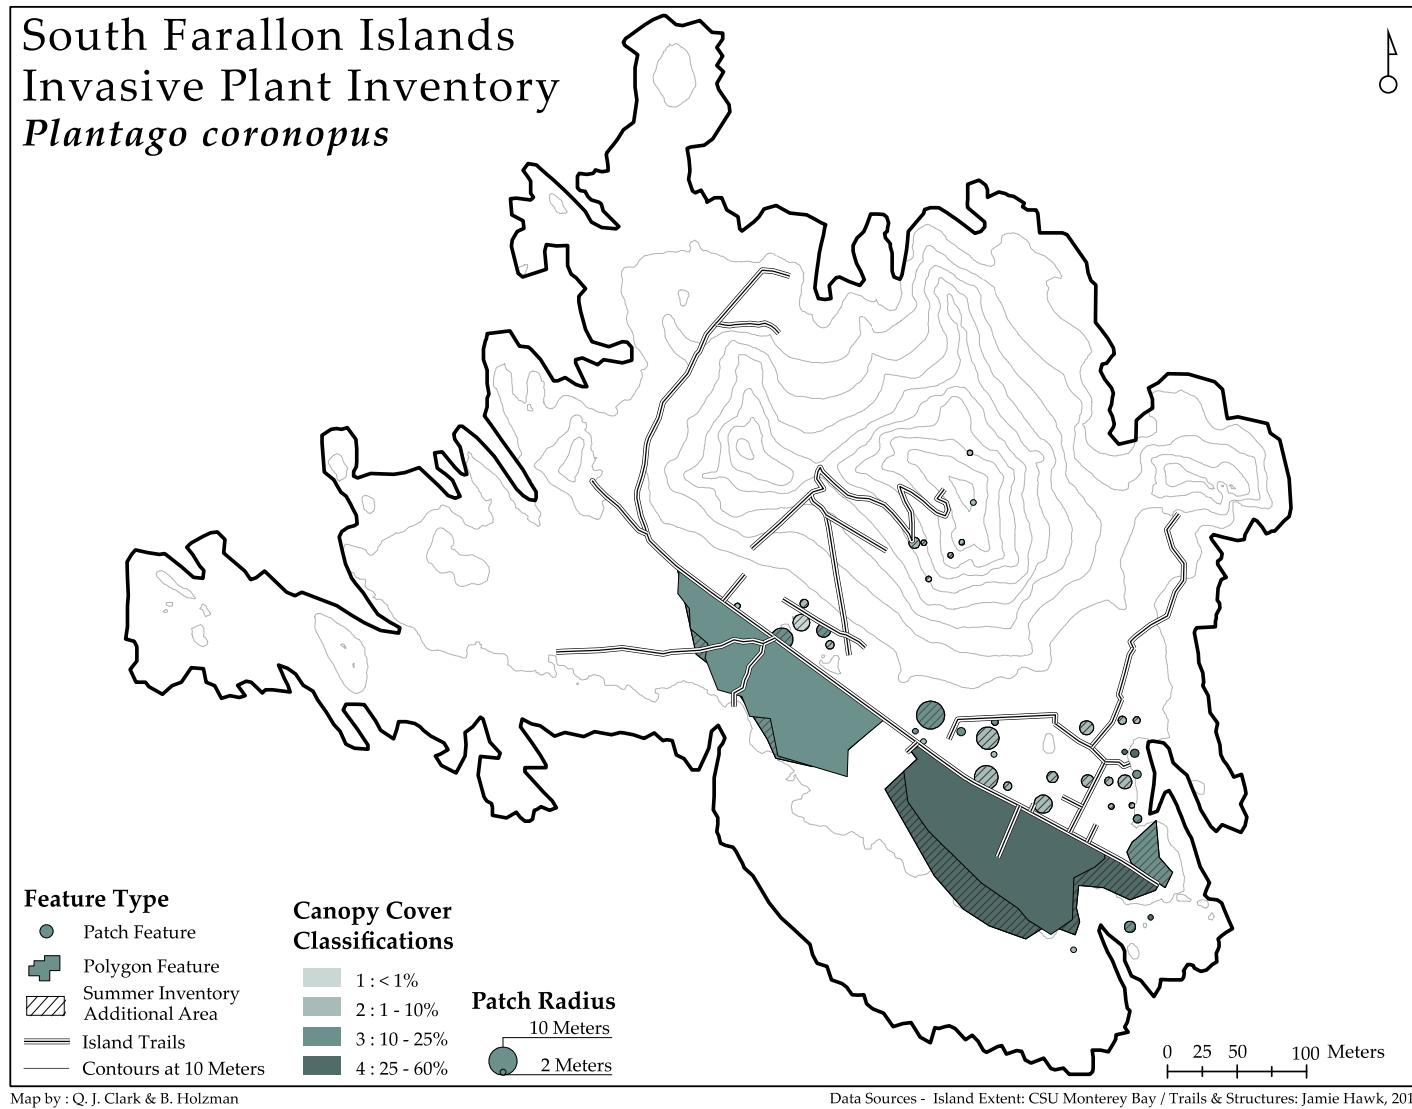 South Farallon Islands
Invasive Plant Inventory
Plantago coronopus
Feature Type
Patch Feature
Polygon Feature
Summer Inventory
Additional Area
Island Trails
Contours at 10 Meters
Canopy Cover
Classifications
1 : < 1%
2 : 1 - 10%
3 : 10 - 25%
4 : 25 - 60%
Patch Radius
10 Meters
2 Meters
0 25 50 100 Meters
Map by : Q. J. Clark & B. Holzman
Data Sources - Island Extent: CSU Monterey Bay / Trails & Structures: Jamie Hawk, 201